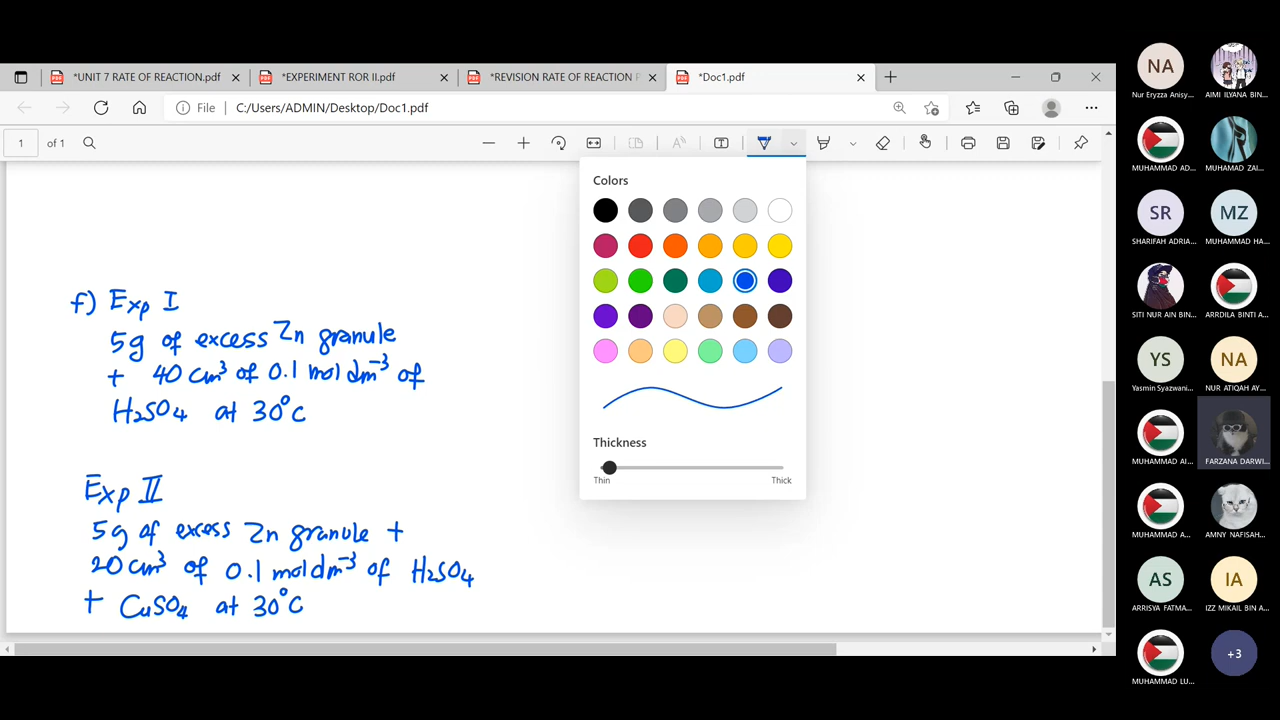 *UNIT 7 RATE OF REACTION.pdf
*EXPERIMENT ROR II.pdf
*REVISION RATE OF REACTION P
*Doc1.pdf
File C:/Users/ADMIN/Desktop/Doc1.pdf
1 of 1
Colors
Thickness
Thin Thick
f) Exp I
5g of excess Zn granule
+ 40 cm³ of 0.1 mol dm⁻³ of
H₂SO₄ at 30°C
Exp II
5g of excess Zn granule +
20 cm³ of 0.1 mol dm⁻³ of H₂SO₄
+ CuSO₄ at 30°C
NA
Nur Eryzza Anisy...
AIMI ILYANA BIN...
MUHAMMAD AD...
MUHAMAD ZAI...
SR
SHARIFAH ADRIA...
MZ
MUHAMMAD HA...
SITI NUR AIN BIN...
ARRDILA BINTI A...
YS
Yasmin Syazwani...
NA
NUR ATIQAH AY...
MUHAMMAD AI...
FARZANA DARWI...
MUHAMMAD A...
AMNY NAFISAH...
AS
ARRISYA FATMA...
IA
IZZ MIKAIL BIN A...
MUHAMMAD LU...
+3